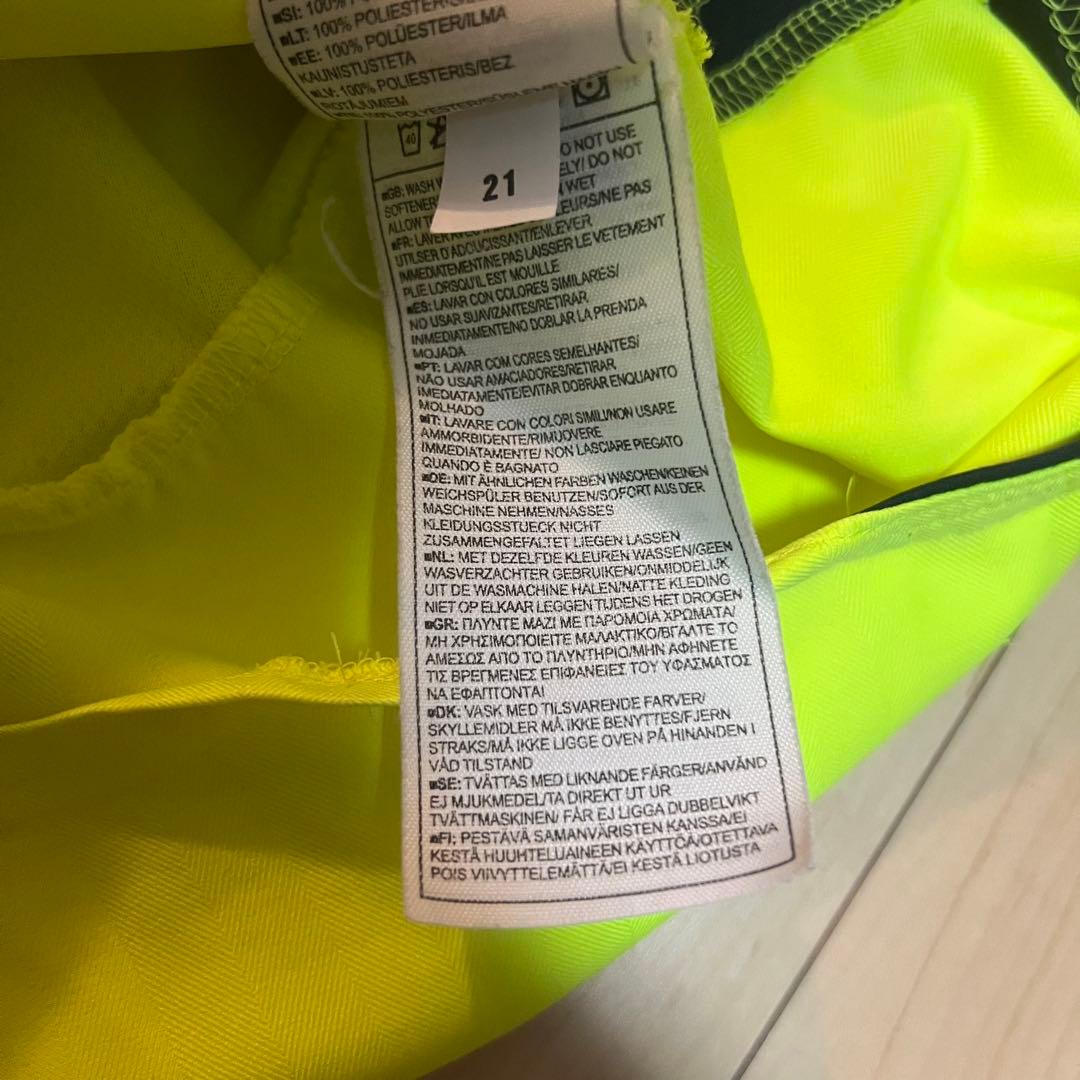 ■SI: 100%
■LT: 100% POLIESTER
■EE: 100% POLÜESTER/ILMA
KAUNISTUSTETA
■LV: 100% POLIESTERIS/BEZ
ROTĀJUMIEM
100% POLYESTER
40
21
■GB: WASH DO NOT USE
SOFTENER DO NOT
ALLOW WET
■FR: LAVER NE PAS
UTILSER D'ADOUCISSANT/ENLEVER
IMMEDIATEMENT/NE PAS LAISSER LE VETEMENT
PLIE LORSQU'IL EST MOUILLE
■ES: LAVAR CON COLORES SIMILARES/
NO USAR SUAVIZANTES/RETIRAR
INMEDIATAMENTE/NO DOBLAR LA PRENDA
MOJADA
■PT: LAVAR COM CORES SEMELHANTES/
NÃO USAR AMACIADORES/RETIRAR
IMEDIATAMENTE/EVITAR DOBRAR ENQUANTO
MOLHADO
■IT: LAVARE CON COLORI SIMILI/NON USARE
AMMORBIDENTE/RIMUOVERE
IMMEDIATAMENTE/ NON LASCIARE PIEGATO
QUANDO È BAGNATO
■DE: MIT ÄHNLICHEN FARBEN WASCHEN/KEINEN
WEICHSPÜLER BENUTZEN/SOFORT AUS DER
MASCHINE NEHMEN/NASSES
KLEIDUNGSSTUECK NICHT
ZUSAMMENGEFALTET LIEGEN LASSEN
■NL: MET DEZELFDE KLEUREN WASSEN/GEEN
WASVERZACHTER GEBRUIKEN/ONMIDDELIJK
UIT DE WASMACHINE HALEN/NATTE KLEDING
NIET OP ELKAAR LEGGEN TIJDENS HET DROGEN
■GR: ΠΛΥΝΤΕ ΜΑΖΙ ΜΕ ΠΑΡΟΜΟΙΑ ΧΡΩΜΑΤΑ/
ΜΗ ΧΡΗΣΙΜΟΠΟΙΕΙΤΕ ΜΑΛΑΚΤΙΚΟ/ΒΓΑΛΤΕ ΤΟ
ΑΜΕΣΩΣ ΑΠΟ ΤΟ ΠΛΥΝΤΗΡΙΟ/ΜΗΝ ΑΦΗΝΕΤΕ
ΤΙΣ ΒΡΕΓΜΕΝΕΣ ΕΠΙΦΑΝΕΙΕΣ ΤΟΥ ΥΦΑΣΜΑΤΟΣ
ΝΑ ΕΦΑΠΤΟΝΤΑΙ
■DK: VASK MED TILSVARENDE FARVER/
SKYLLEMIDLER MÅ IKKE BENYTTES/FJERN
STRAKS/MÅ IKKE LIGGE OVEN PÅ HINANDEN I
VÅD TILSTAND
■SE: TVÄTTAS MED LIKNANDE FÄRGER/ANVÄND
EJ MJUKMEDEL/TA DIREKT UT UR
TVÄTTMASKINEN/ FÅR EJ LIGGA DUBBELVIKT
■FI: PESTÄVÄ SAMANVÄRISTEN KANSSA/EI
KESTÄ HUUHTELUAINEEN KÄYTTÖÄ/OTETTAVA
POIS VIIVYTTELEMÄTTÄ/EI KESTÄ LIOTUSTA